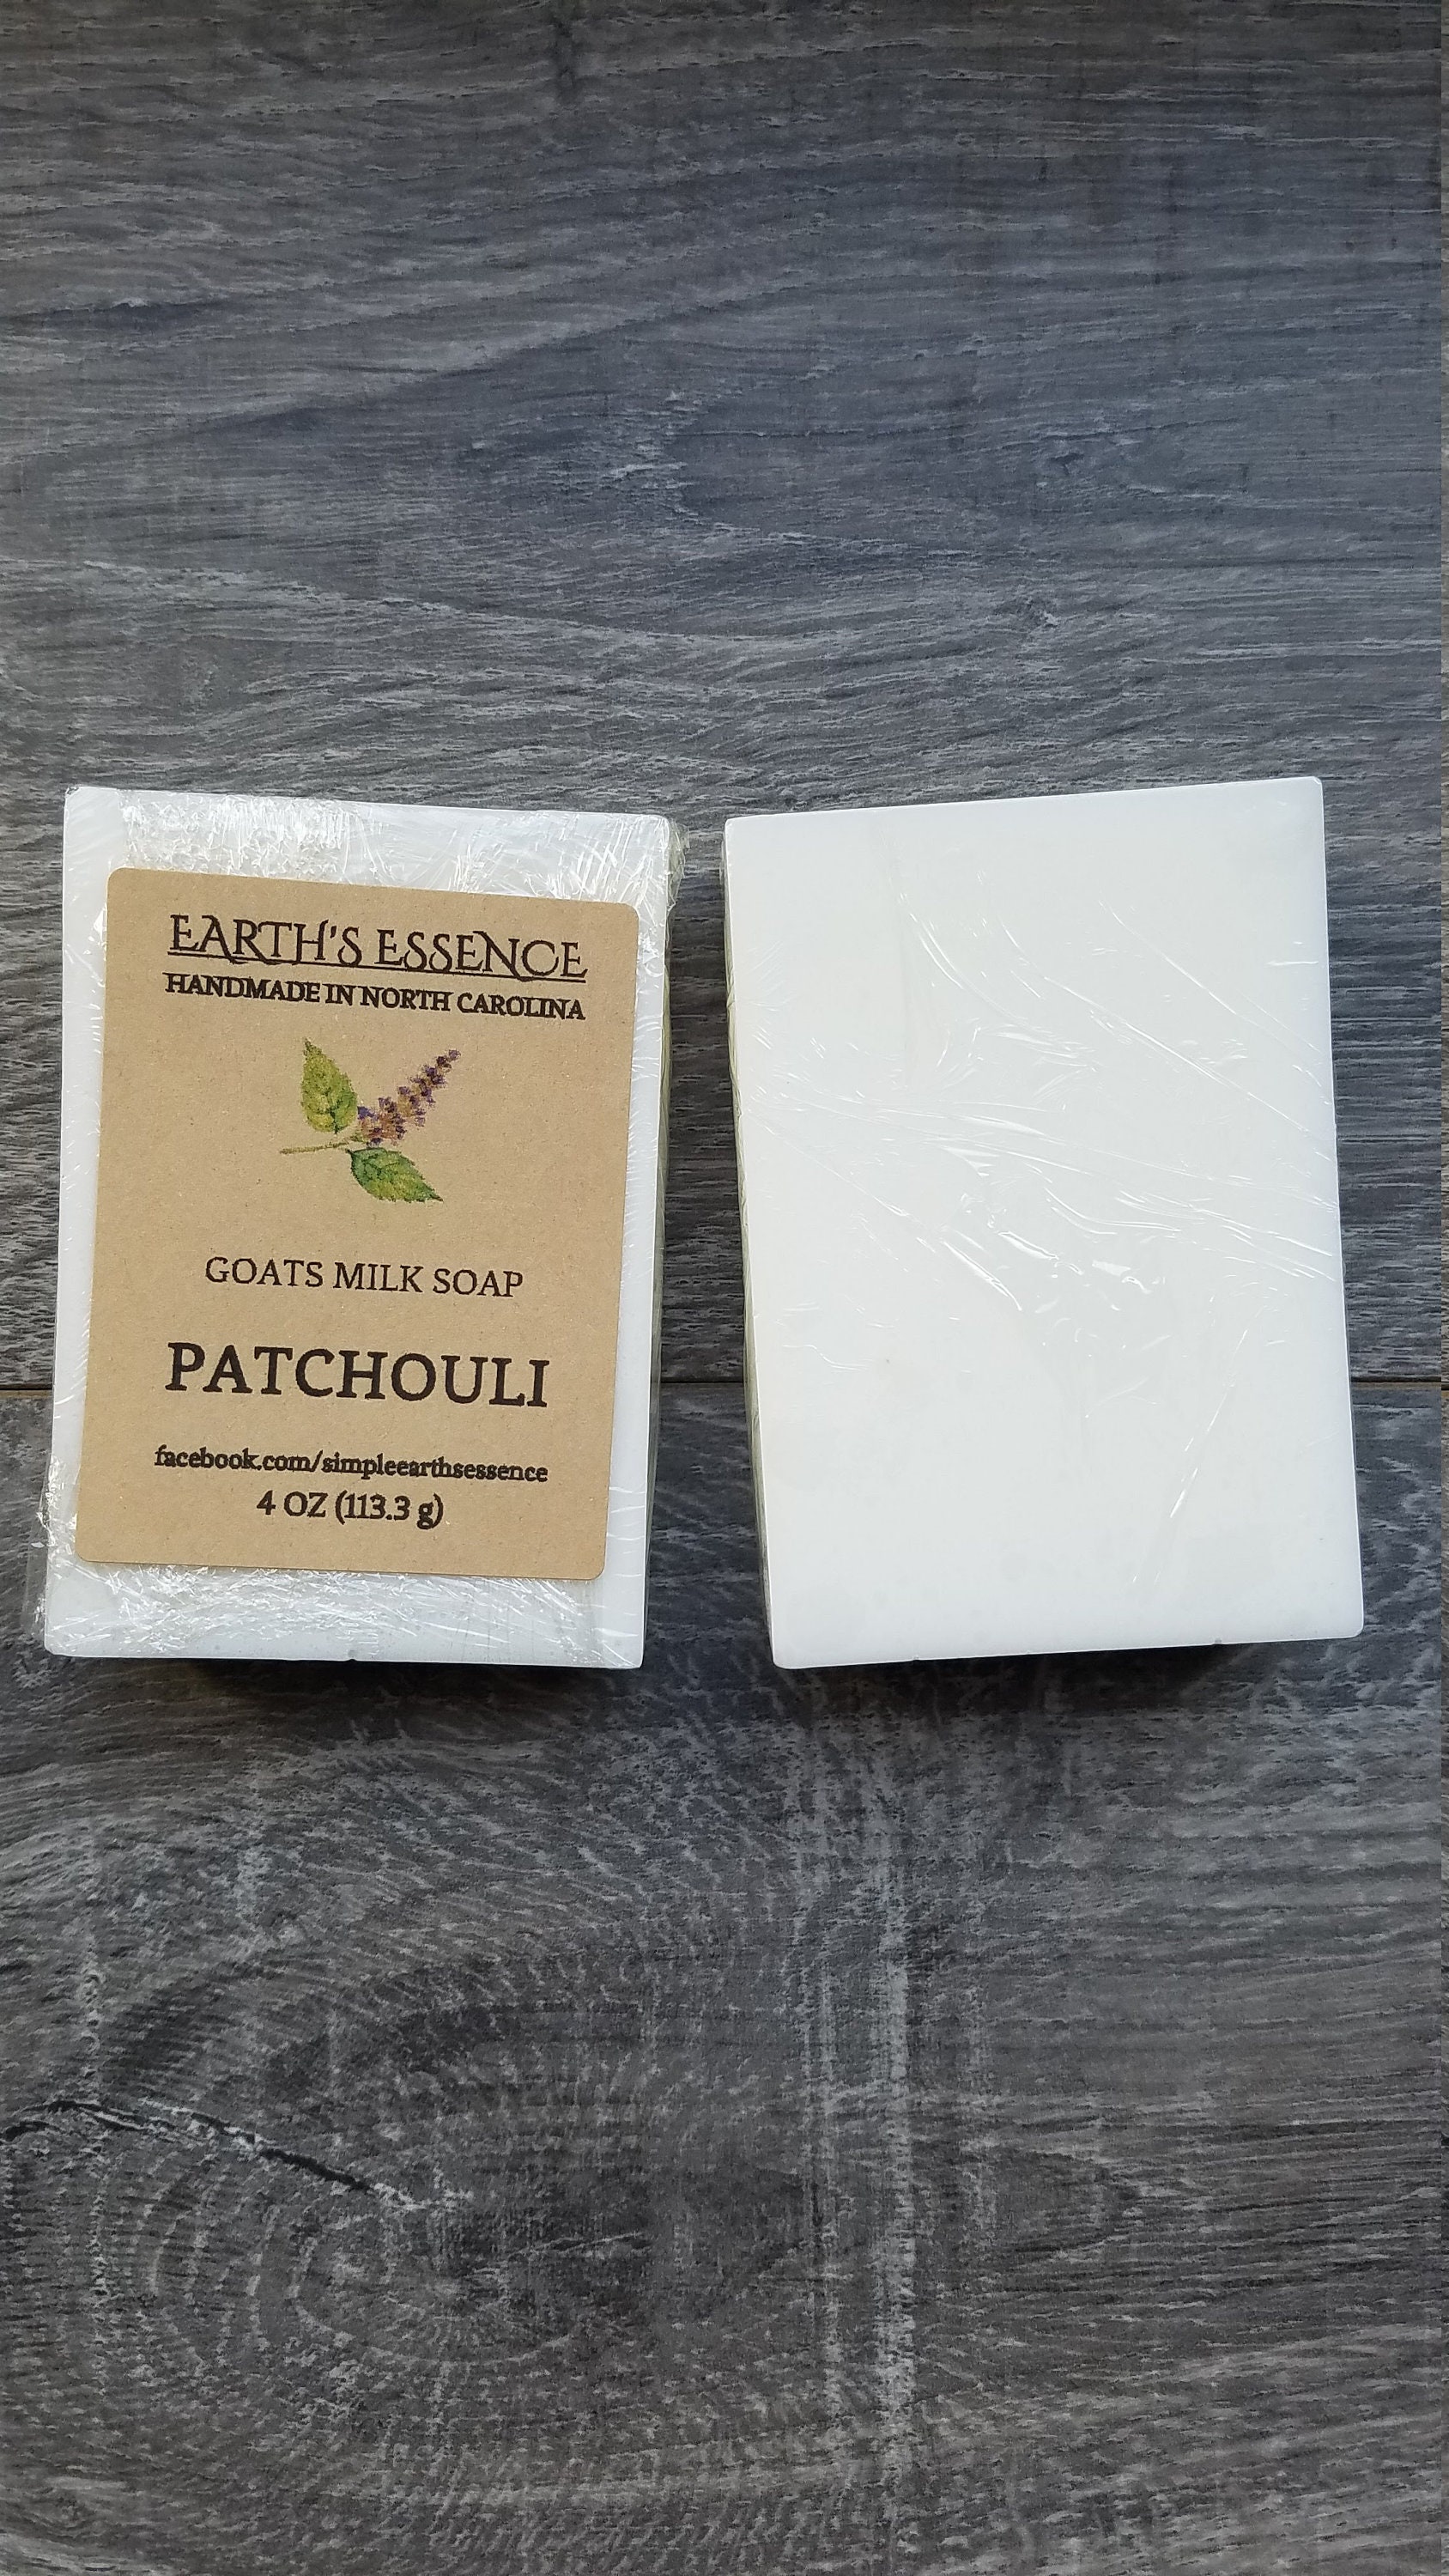 EARTH'S ESSENCE
HANDMADE IN NORTH CAROLINA
GOATS MILK SOAP
PATCHOULI
facebook.com/simpleearthsessence
4 OZ (113.3 g)